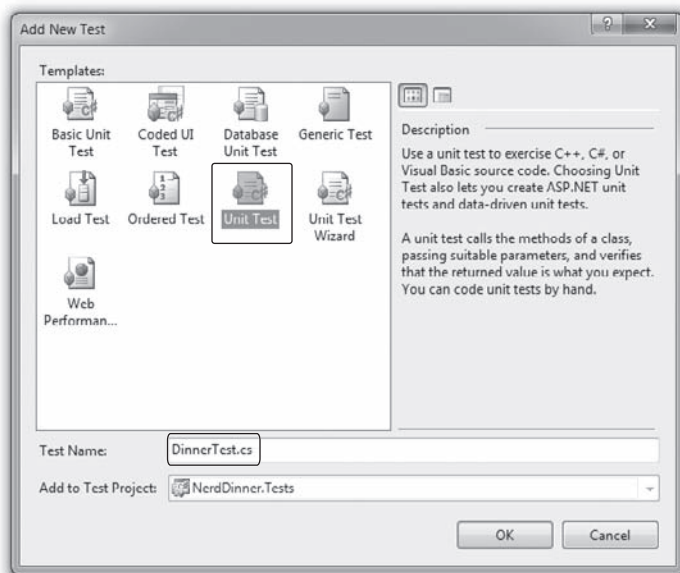 Add New Test
Templates:
Basic Unit
Test
Coded UI
Test
Database
Unit Test
Generic Test
Load Test
Ordered Test
Unit Test
Unit Test
Wizard
Web
Performan...
Description
Use a unit test to exercise C++, C#, or
Visual Basic source code. Choosing Unit
Test also lets you create ASP.NET unit
tests and data-driven unit tests.
A unit test calls the methods of a class,
passing suitable parameters, and verifies
that the returned value is what you expect.
You can code unit tests by hand.
Test Name:
DinnerTest.cs
Add to Test Project:
NerdDinner.Tests
OK
Cancel